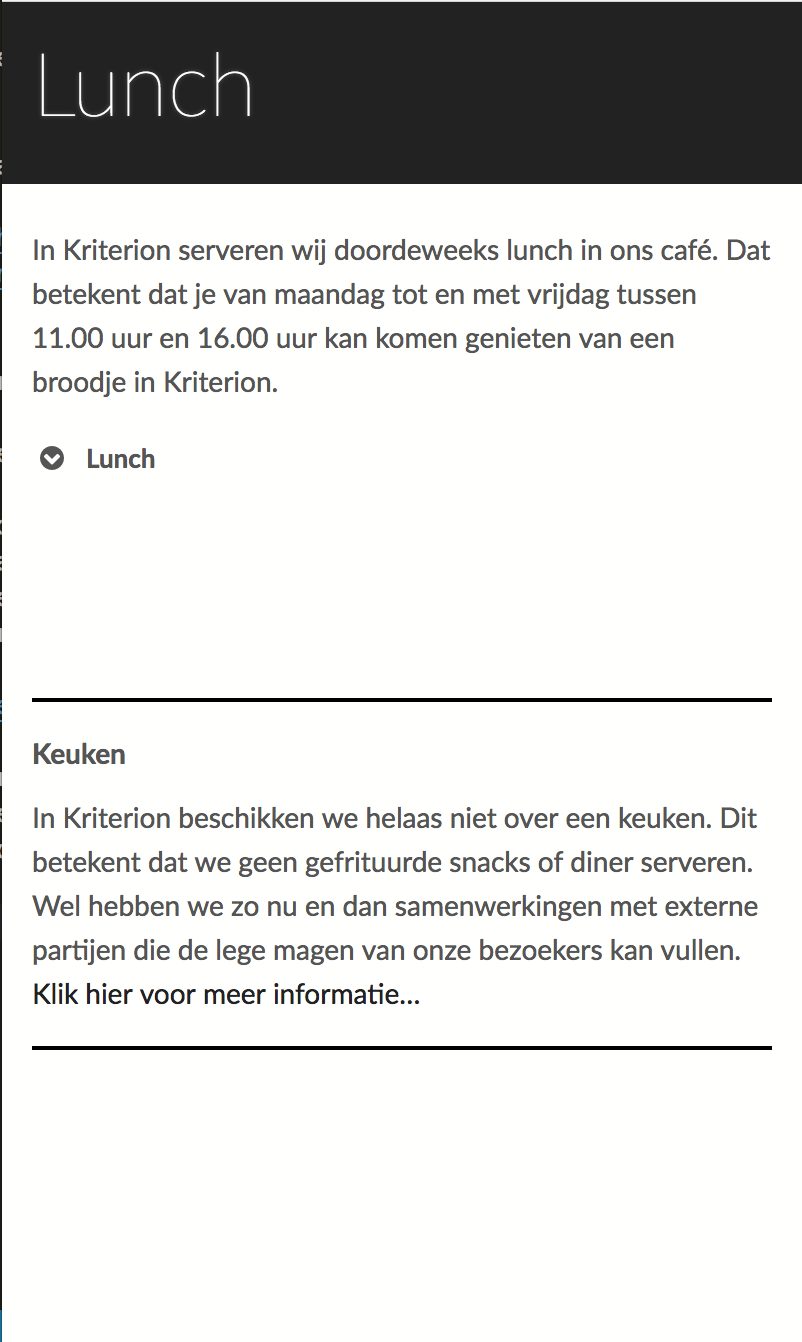 Lunch
In Kriterion serveren wij doordeweeks lunch in ons café. Dat
betekent dat je van maandag tot en met vrijdag tussen
11.00 uur en 16.00 uur kan komen genieten van een
broodje in Kriterion.
Lunch
Keuken
In Kriterion beschikken we helaas niet over een keuken. Dit
betekent dat we geen gefrituurde snacks of diner serveren.
Wel hebben we zo nu en dan samenwerkingen met externe
partijen die de lege magen van onze bezoekers kan vullen.
Klik hier voor meer informatie...